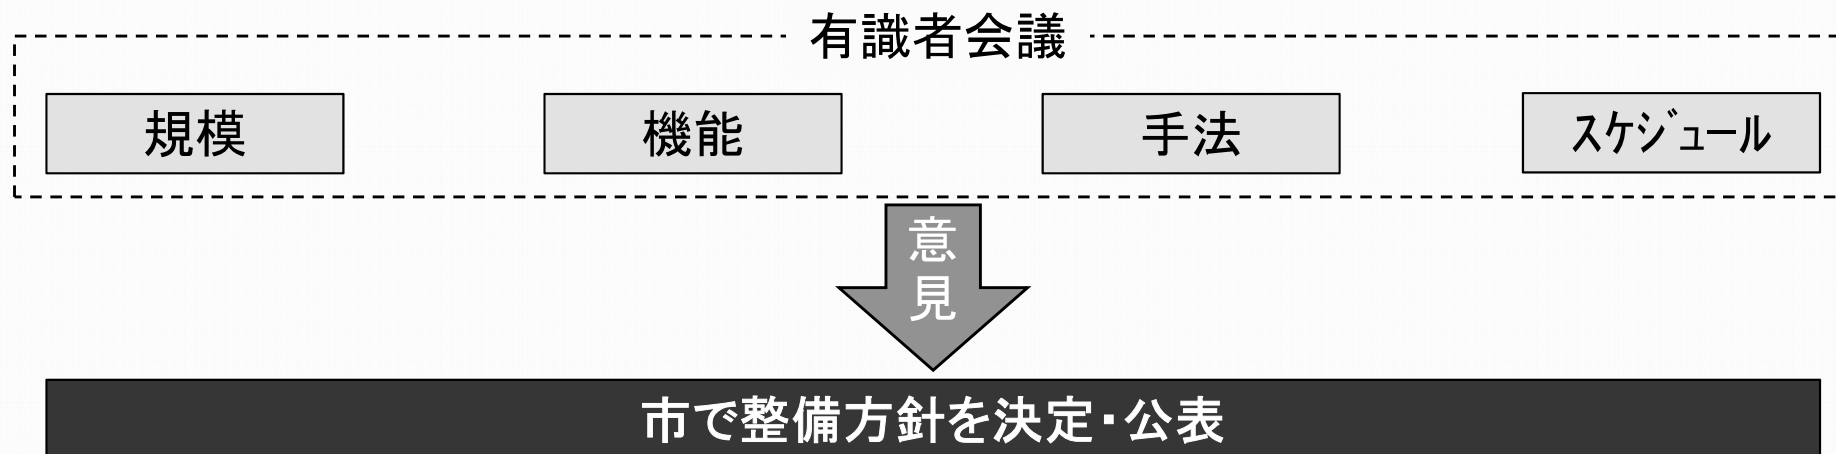 有識者会議
規模
機能
手法
スケジュール
意見
市で整備方針を決定・公表